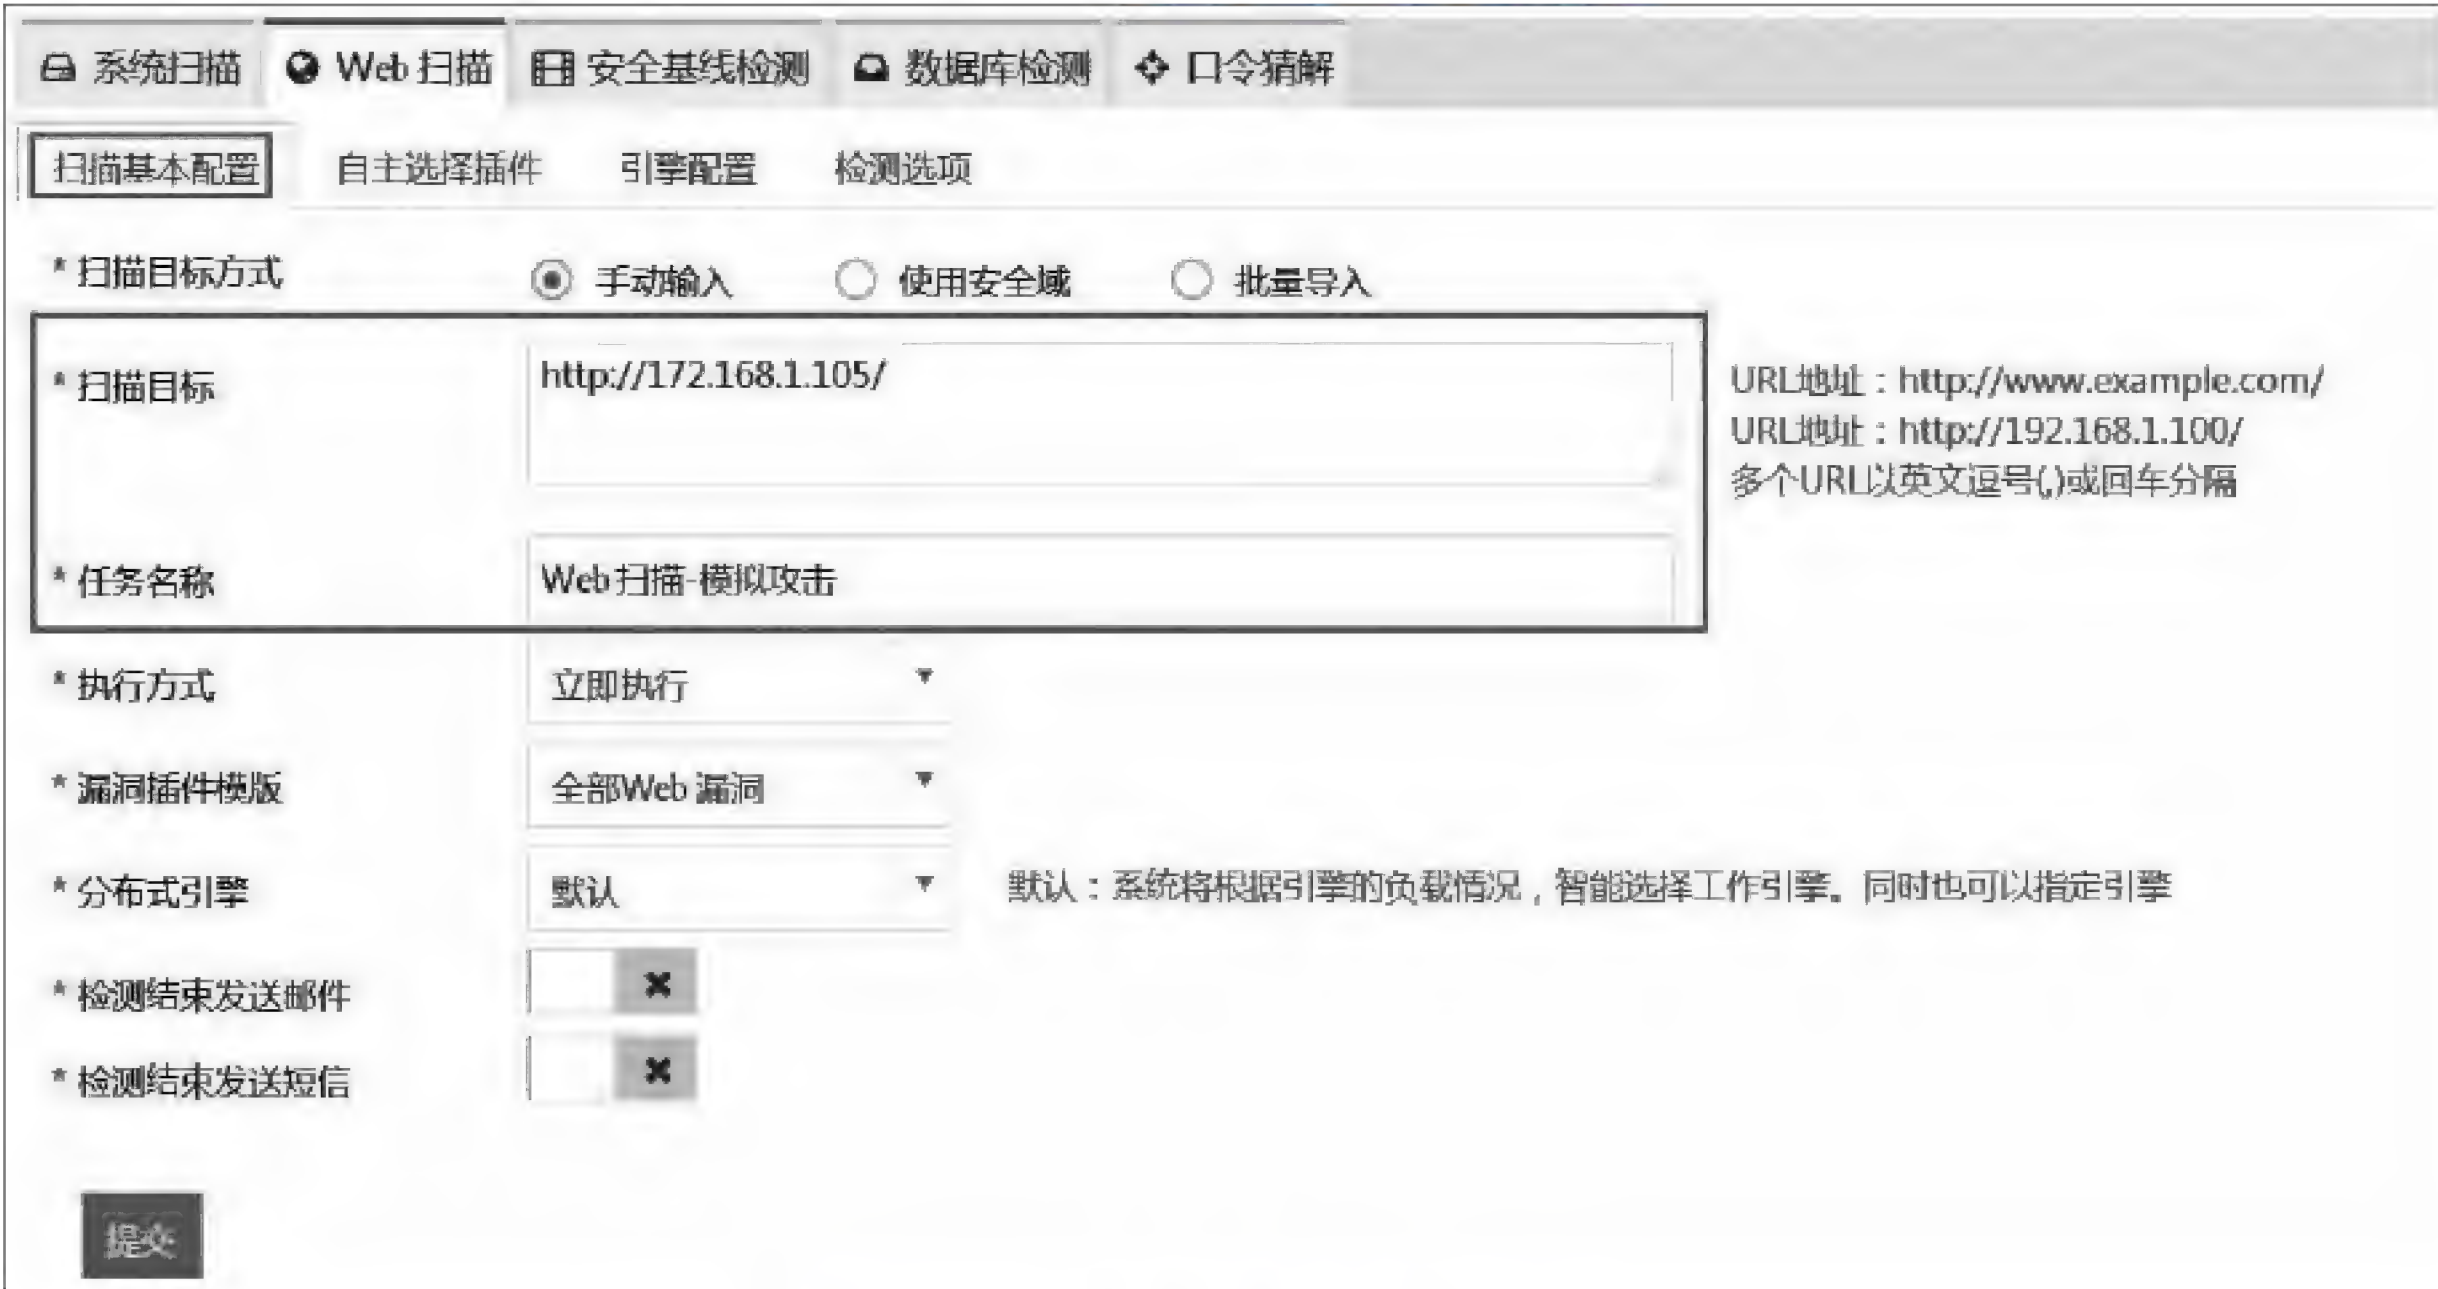 系统扫描 Web 扫描 安全基线检测 数据库检测 口令猜解
扫描基本配置 自主选择插件 引擎配置 检测选项
* 扫描目标方式 手动输入 使用安全域 批量导入
* 扫描目标 http://172.168.1.105/
URL地址：http://www.example.com/
URL地址：http://192.168.1.100/
多个URL以英文逗号(,)或回车分隔
* 任务名称 Web 扫描-模拟攻击
* 执行方式 立即执行
* 漏洞插件模版 全部Web 漏洞
* 分布式引擎 默认 默认：系统将根据引擎的负载情况，智能选择工作引擎。同时也可以指定引擎
* 检测结束发送邮件
* 检测结束发送短信
提交